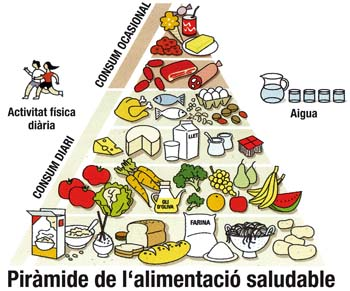 CONSUM OCASIONAL
Activitat física
diària
Aigua
CONSUM DIARI
LLET
OLI
D'OLIVA
FARINA
Piràmide de l'alimentació saludable